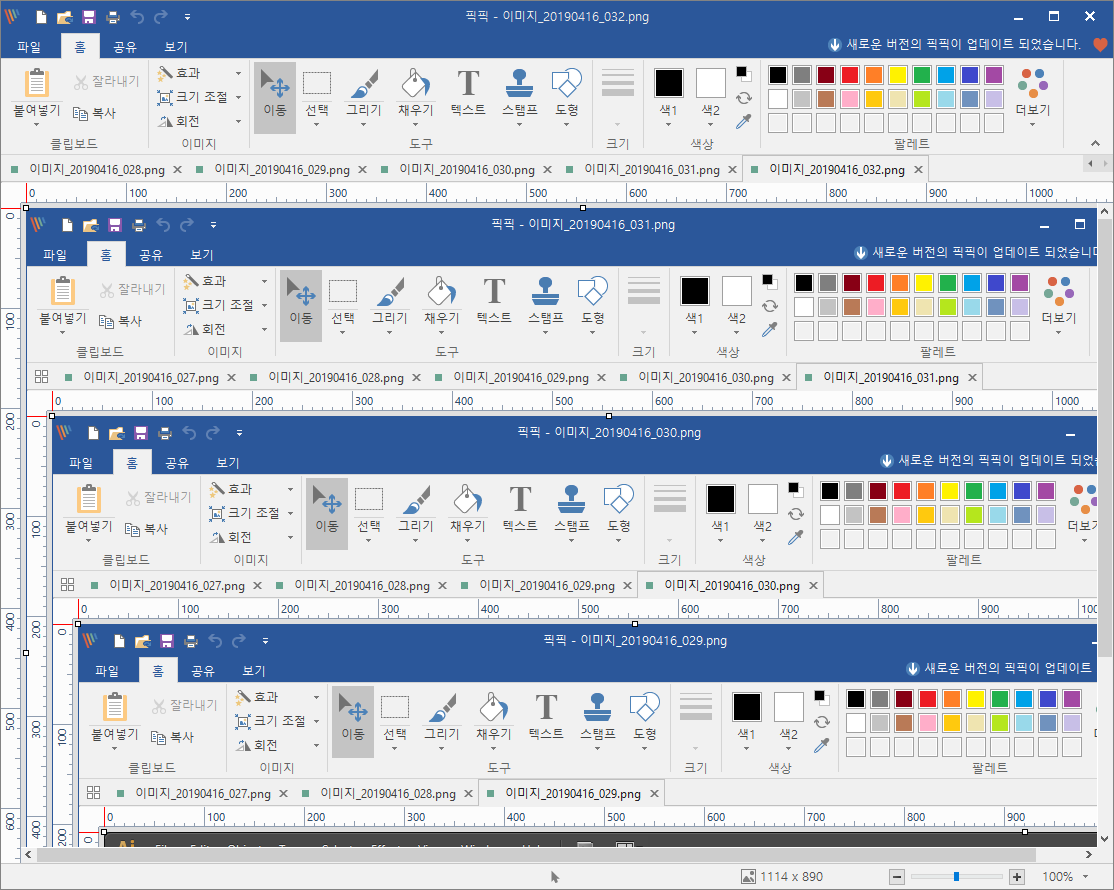 픽픽 - 이미지_20190416_032.png
파일 홈 공유 보기 새로운 버전의 픽픽이 업데이트 되었습니다.
붙여넣기 잘라내기 복사 효과 크기 조절 회전 이동 선택 그리기 채우기 텍스트 스탬프 도형 색1 색2 더보기
클립보드 이미지 도구 크기 색상 팔레트
이미지_20190416_028.png 이미지_20190416_029.png 이미지_20190416_030.png 이미지_20190416_031.png 이미지_20190416_032.png
0 100 200 300 400 500 600 700 800 900 1000
픽픽 - 이미지_20190416_031.png
파일 홈 공유 보기 새로운 버전의 픽픽이 업데이트 되었습니
붙여넣기 잘라내기 복사 효과 크기 조절 회전 이동 선택 그리기 채우기 텍스트 스탬프 도형 색1 색2 더보기
클립보드 이미지 도구 크기 색상 팔레트
이미지_20190416_027.png 이미지_20190416_028.png 이미지_20190416_029.png 이미지_20190416_030.png 이미지_20190416_031.png
0 100 200 300 400 500 600 700 800 900 1000
픽픽 - 이미지_20190416_030.png
파일 홈 공유 보기 새로운 버전의 픽픽이 업데이트 되었
붙여넣기 잘라내기 복사 효과 크기 조절 회전 이동 선택 그리기 채우기 텍스트 스탬프 도형 색1 색2 더보
클립보드 이미지 도구 크기 색상 팔레트
이미지_20190416_027.png 이미지_20190416_028.png 이미지_20190416_029.png 이미지_20190416_030.png
0 100 200 300 400 500 600 700 800 900 100
픽픽 - 이미지_20190416_029.png
파일 홈 공유 보기 새로운 버전의 픽픽이 업데이트
붙여넣기 잘라내기 복사 효과 크기 조절 회전 이동 선택 그리기 채우기 텍스트 스탬프 도형 색1 색2
클립보드 이미지 도구 크기 색상 팔레트
이미지_20190416_027.png 이미지_20190416_028.png 이미지_20190416_029.png
0 100 200 300 400 500 600 700 800 900
0 100 200 300 400 500 600
0 100 200 300 400
0 100 200
0
1114 x 890 100%